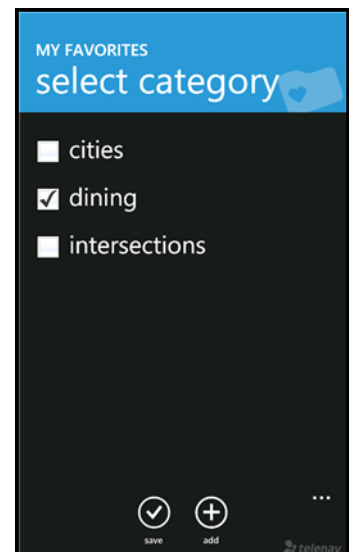 MY FAVORITES
select category
cities
dining
intersections
...
save
add
telenav